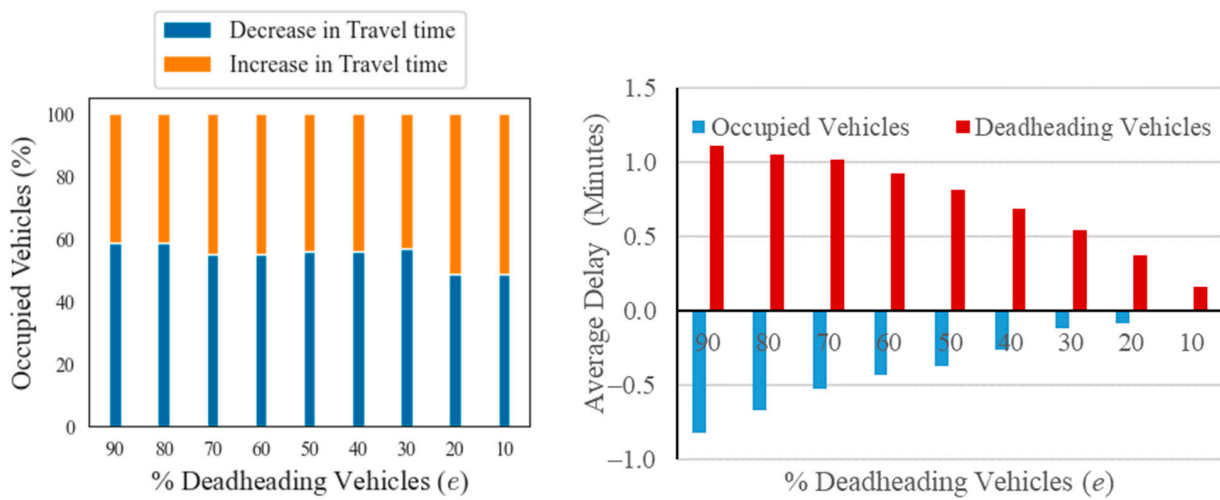 Decrease in Travel time
Increase in Travel time
Occupied Vehicles (%)
100
80
60
40
20
0
90 80 70 60 50 40 30 20 10
% Deadheading Vehicles (e)
Average Delay (Minutes)
1.5
1.0
0.5
0.0
−0.5
−1.0
Occupied Vehicles Deadheading Vehicles
90 80 70 60 50 40 30 20 10
% Deadheading Vehicles (e)